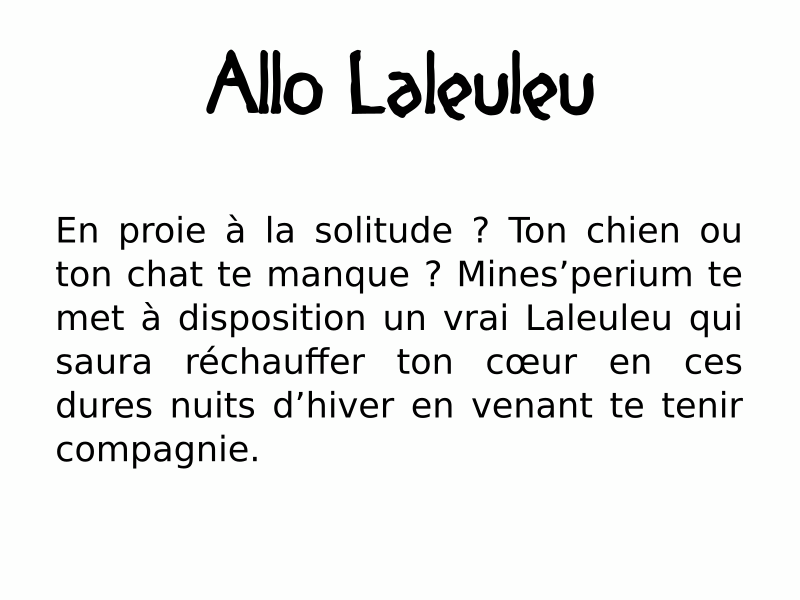 Allo Laleuleu
En proie à la solitude ? Ton chien ou
ton chat te manque ? Mines’perium te
met à disposition un vrai Laleuleu qui
saura réchauffer ton cœur en ces
dures nuits d’hiver en venant te tenir
compagnie.